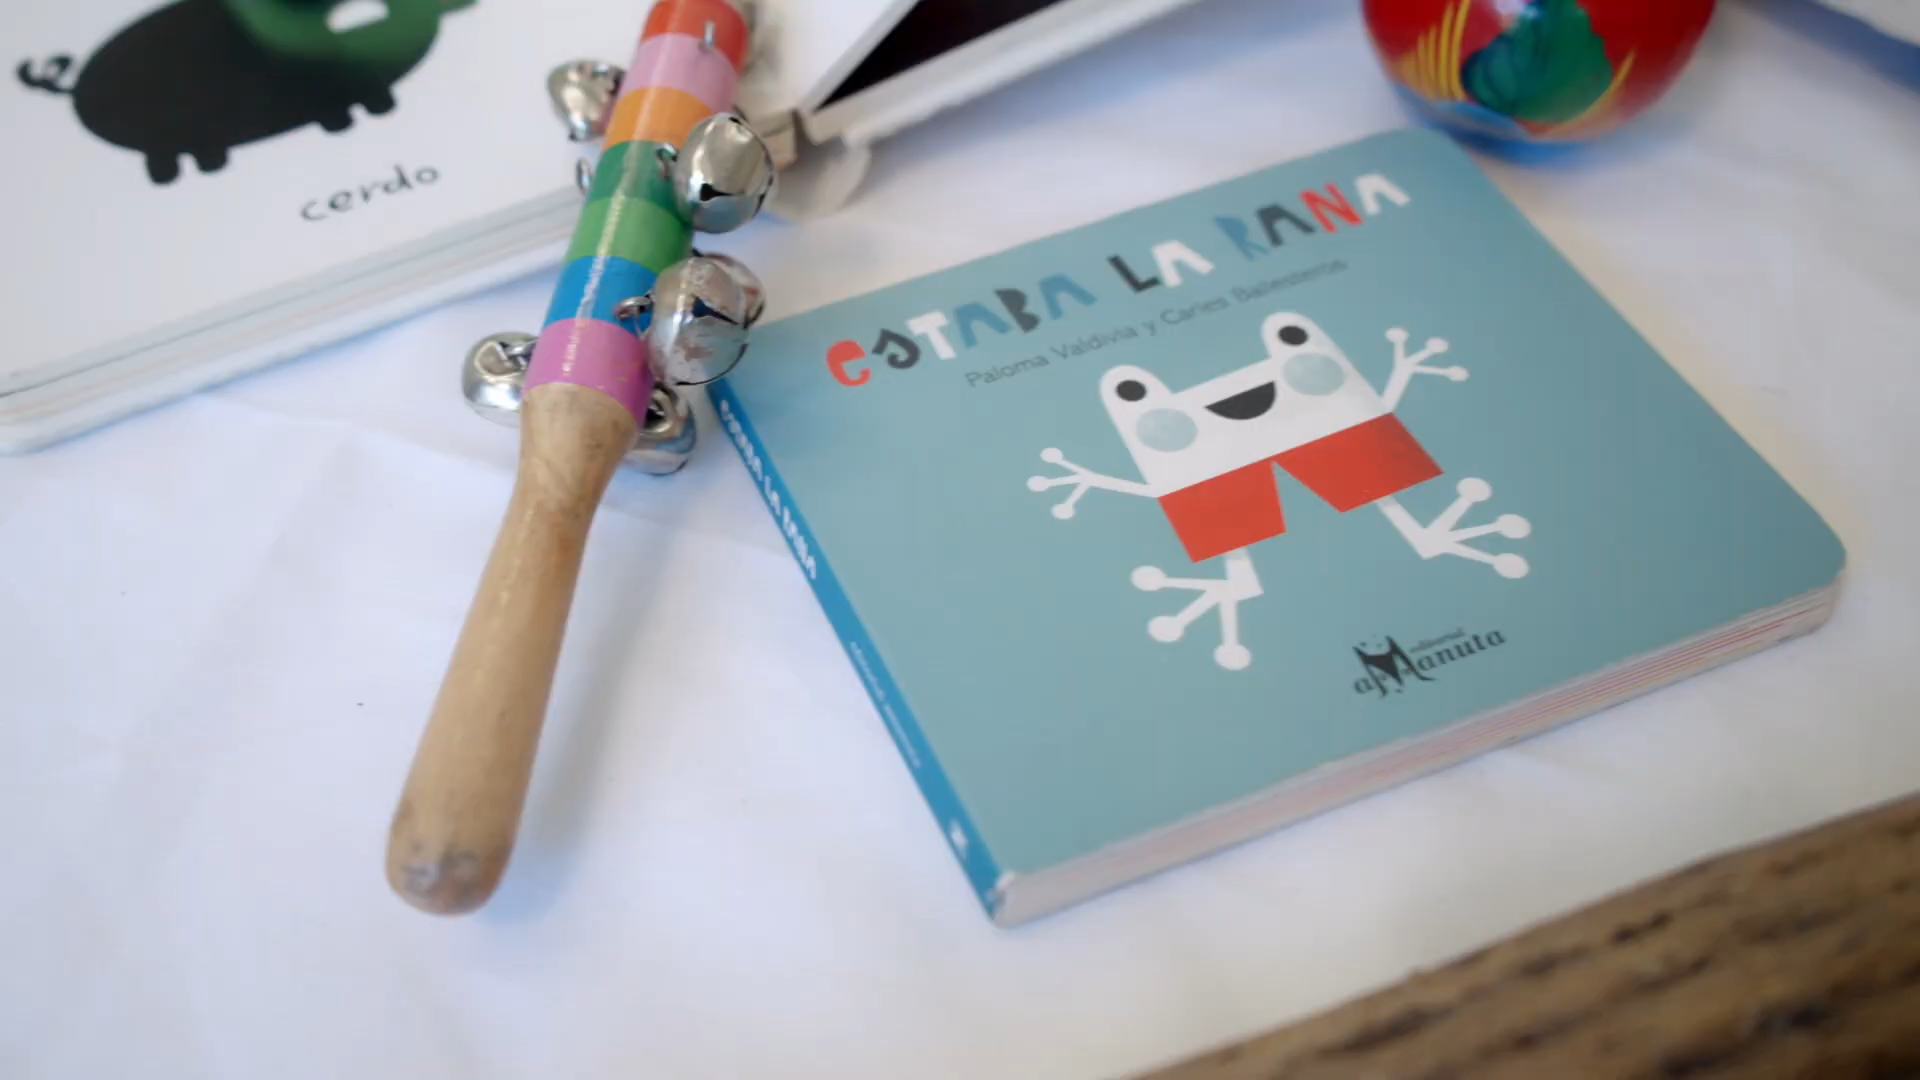 cerdo
ESTABA LA RANA
Paloma Valdivia y Carles Ballesteros
ESTABA LA RANA
editorial
aManuta